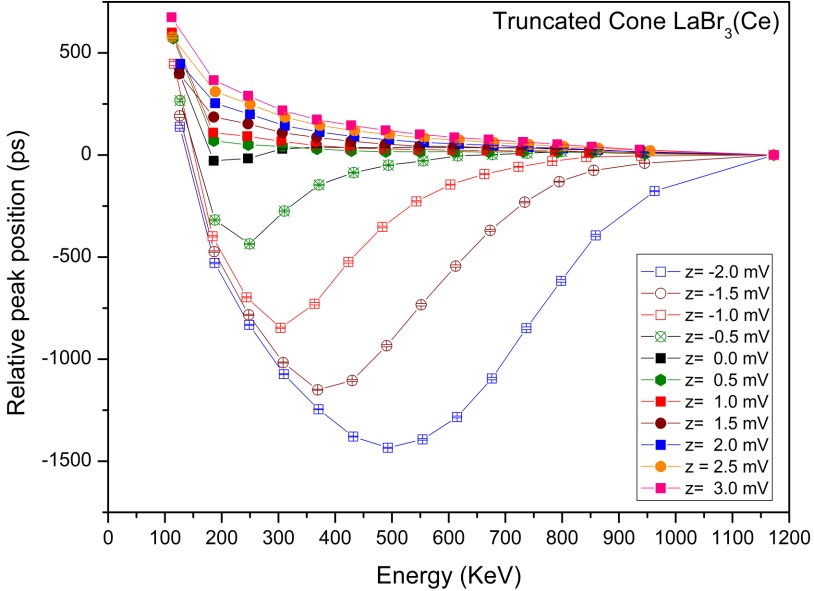 Truncated Cone LaBr3(Ce)
Relative peak position (ps)
500
0
-500
-1000
-1500
z= -2.0 mV
z= -1.5 mV
z= -1.0 mV
z= -0.5 mV
z= 0.0 mV
z= 0.5 mV
z= 1.0 mV
z= 1.5 mV
z= 2.0 mV
z = 2.5 mV
z= 3.0 mV
0 100 200 300 400 500 600 700 800 900 1000 1100 1200
Energy (KeV)